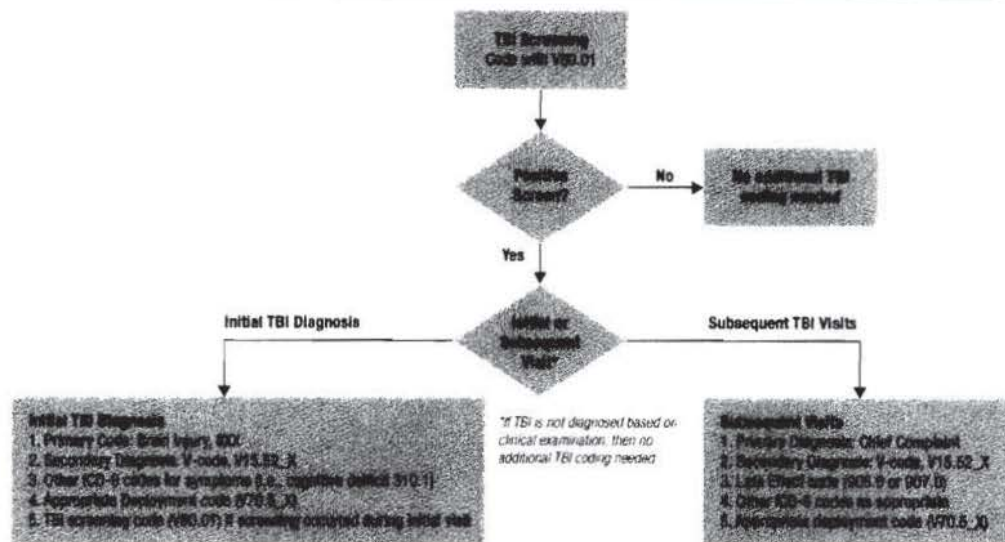 TBI Screening
Code with V80.01
Positive
Screen?
No
No additional TBI
coding needed
Yes
Initial TBI Diagnosis
Initial or
Subsequent
Visit*
Subsequent TBI Visits
Initial TBI Diagnosis
1. Primary Code: Brain Injury,
2. Secondary Diagnosis: V-code, V15.52_X
3. Other ICD-9 codes for symptoms (i.e., cognitive deficit 310.1)
4. Appropriate Deployment code (V70.5_X)
5. TBI screening code (V80.01) if screening occurred during initial visit
*If TBI is not diagnosed based or
clinical examination, then no
additional TBI coding needed
Subsequent Visits
1. Primary Diagnosis: Chief Complaint
2. Secondary Diagnosis: V-code, V15.52_X
3. Late Effect code (905.0 or 907.0)
4. Other ICD-9 codes as appropriate
5. Appropriate deployment code (V70.5_X)